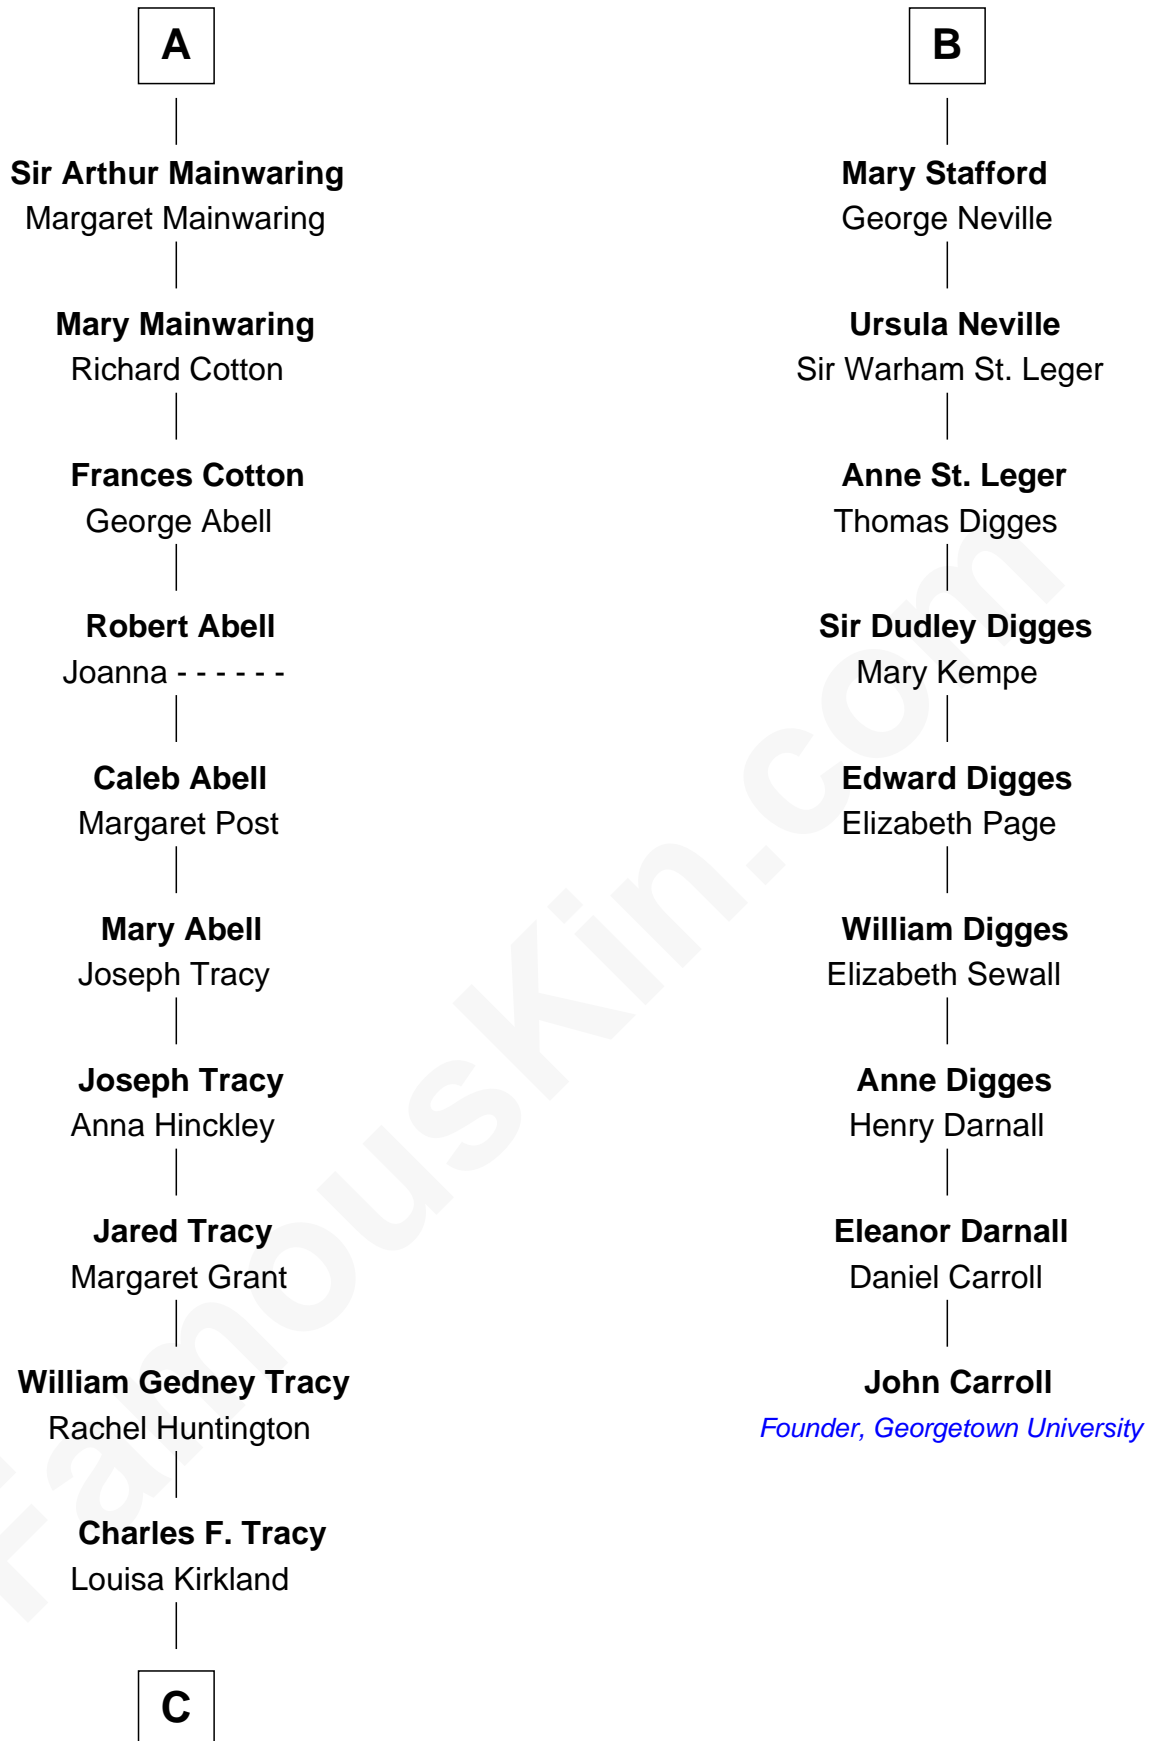 A
Sir Arthur Mainwaring
Margaret Mainwaring
Mary Mainwaring
Richard Cotton
Frances Cotton
George Abell
Robert Abell
Joanna - - - - - -
Caleb Abell
Margaret Post
Mary Abell
Joseph Tracy
Joseph Tracy
Anna Hinckley
Jared Tracy
Margaret Grant
William Gedney Tracy
Rachel Huntington
Charles F. Tracy
Louisa Kirkland
C
B
Mary Stafford
George Neville
Ursula Neville
Sir Warham St. Leger
Anne St. Leger
Thomas Digges
Sir Dudley Digges
Mary Kempe
Edward Digges
Elizabeth Page
William Digges
Elizabeth Sewall
Anne Digges
Henry Darnall
Eleanor Darnall
Daniel Carroll
John Carroll
Founder, Georgetown University
FamousKin.com